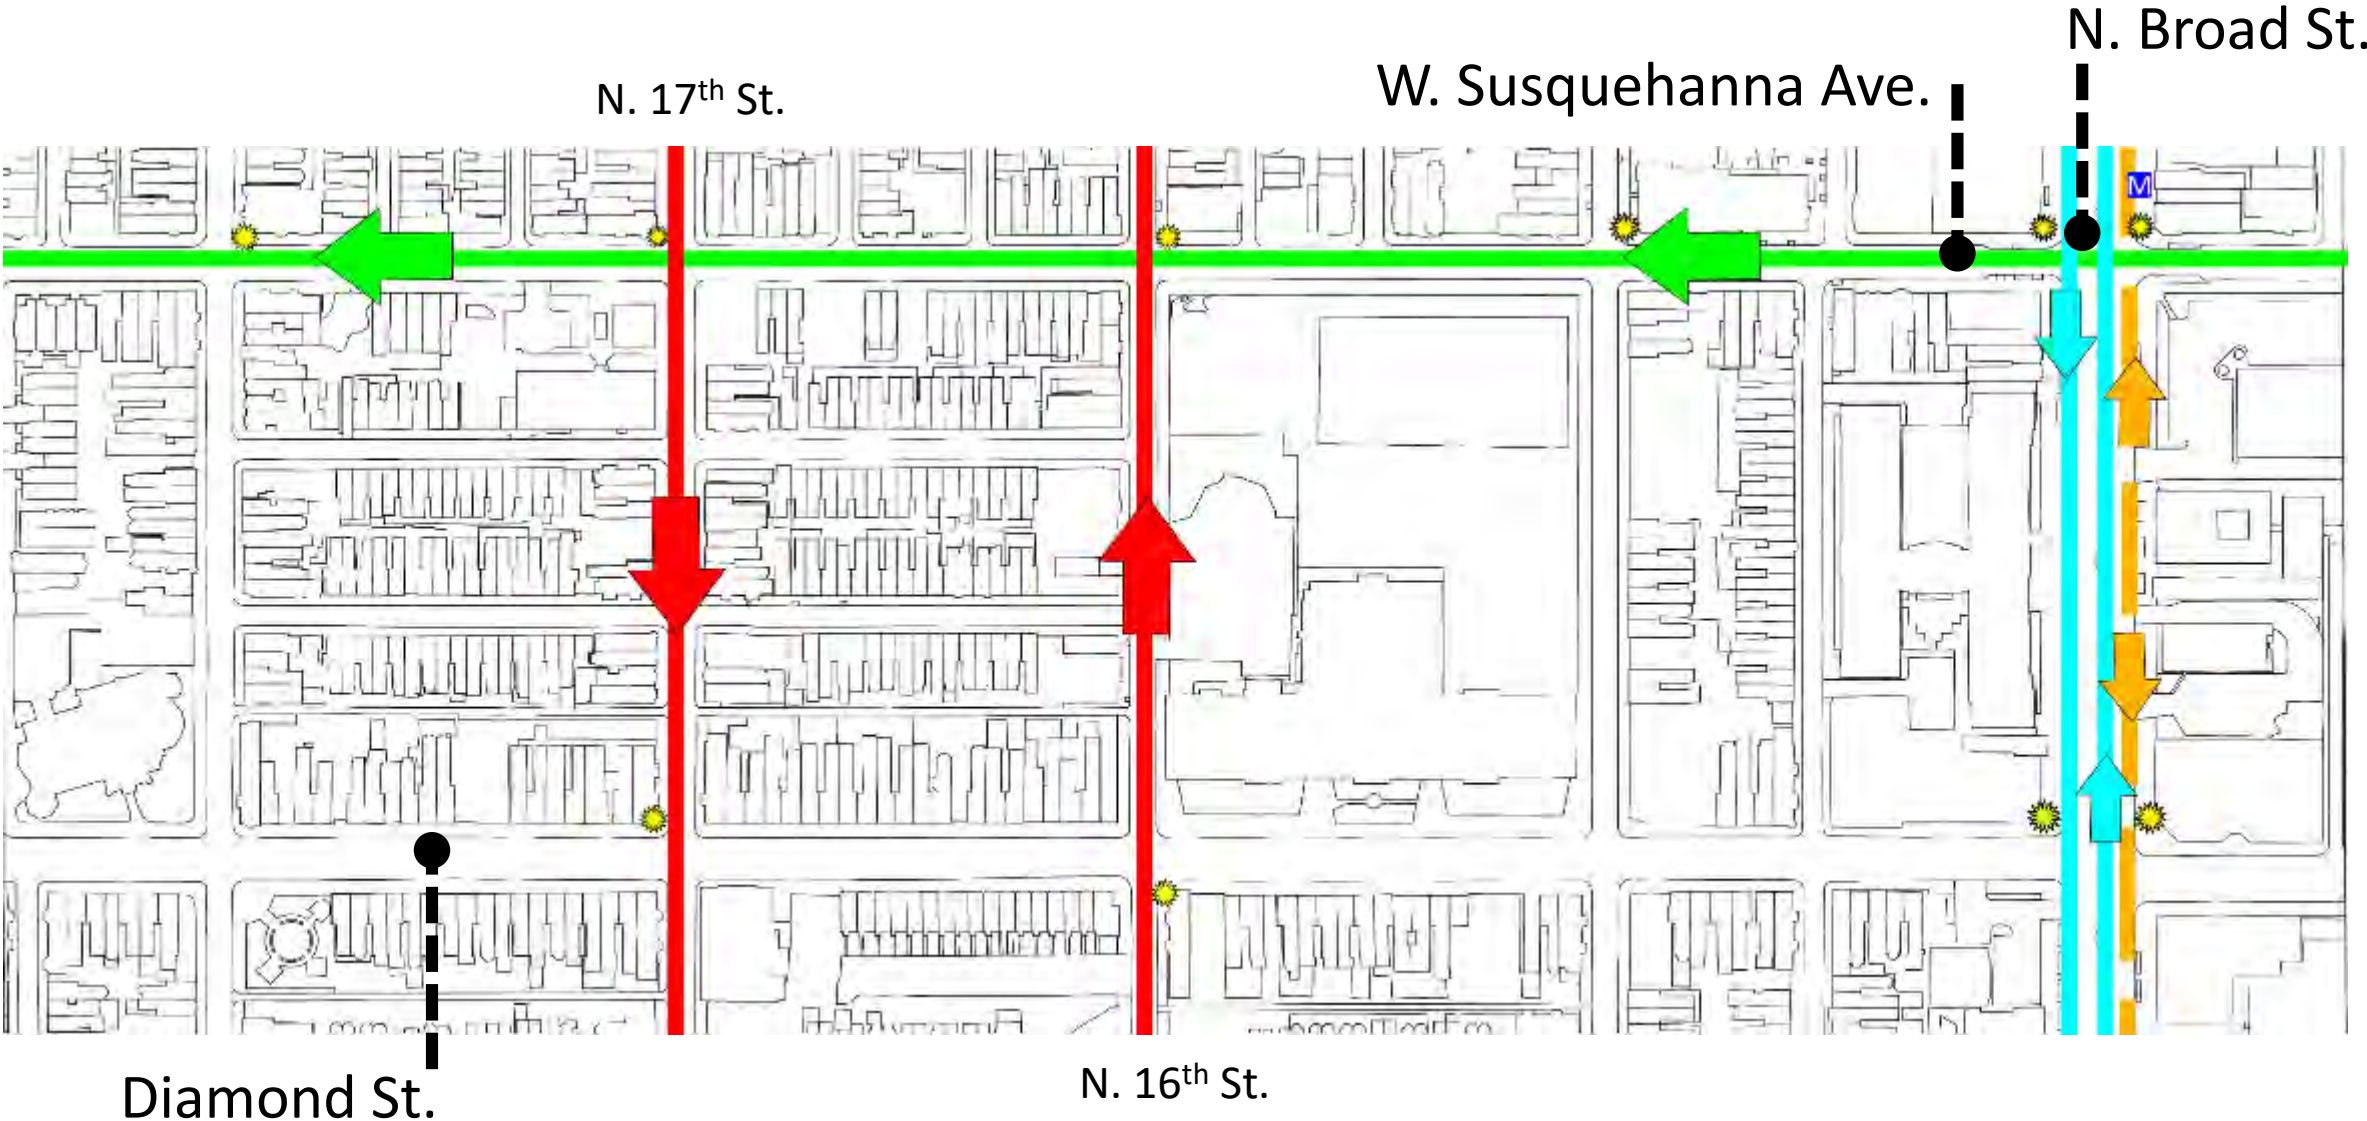 N. Broad St.
W. Susquehanna Ave.
N. 17th St.
M
Diamond St.
N. 16th St.